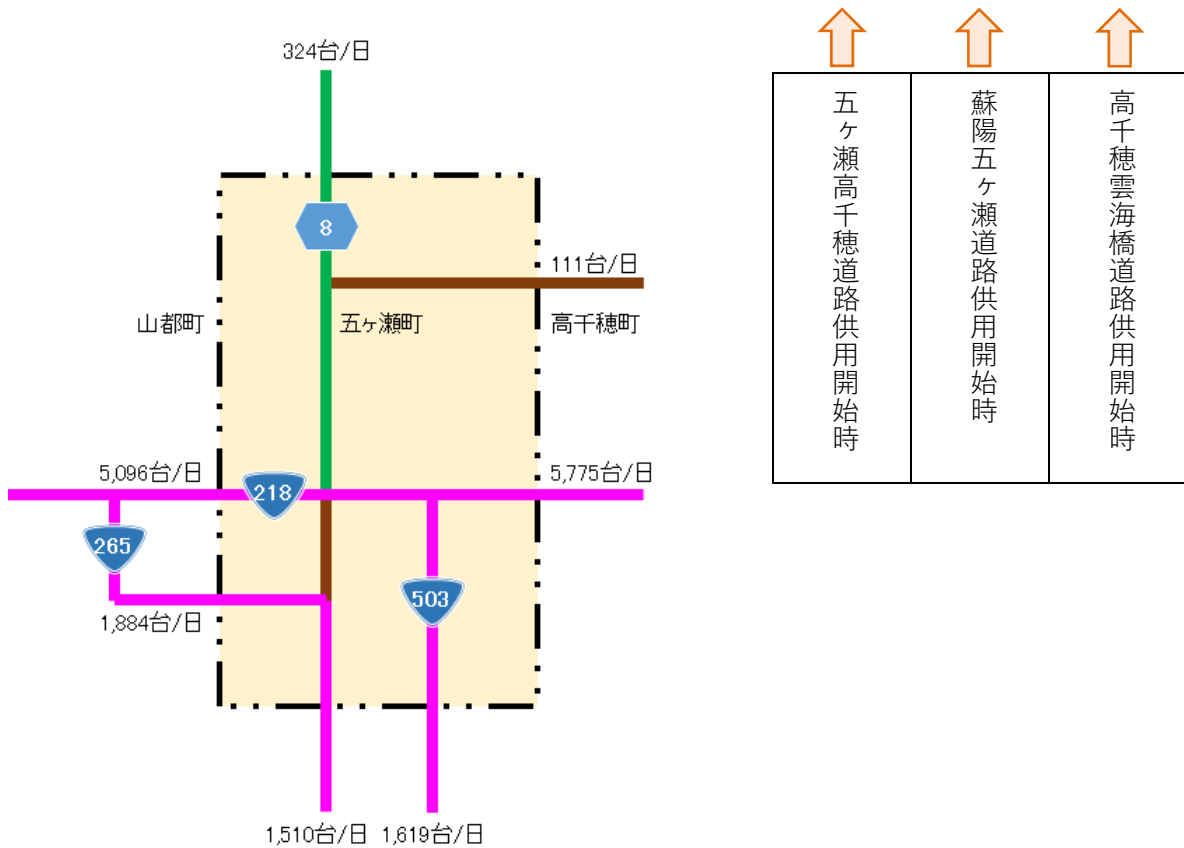 324台/日
8
111台/日
山都町
五ヶ瀬町
高千穂町
5,096台/日
218
5,775台/日
265
503
1,884台/日
1,510台/日
1,619台/日
高千穂雲海橋道路供用開始時
蘇陽五ヶ瀬道路供用開始時
五ヶ瀬高千穂道路供用開始時